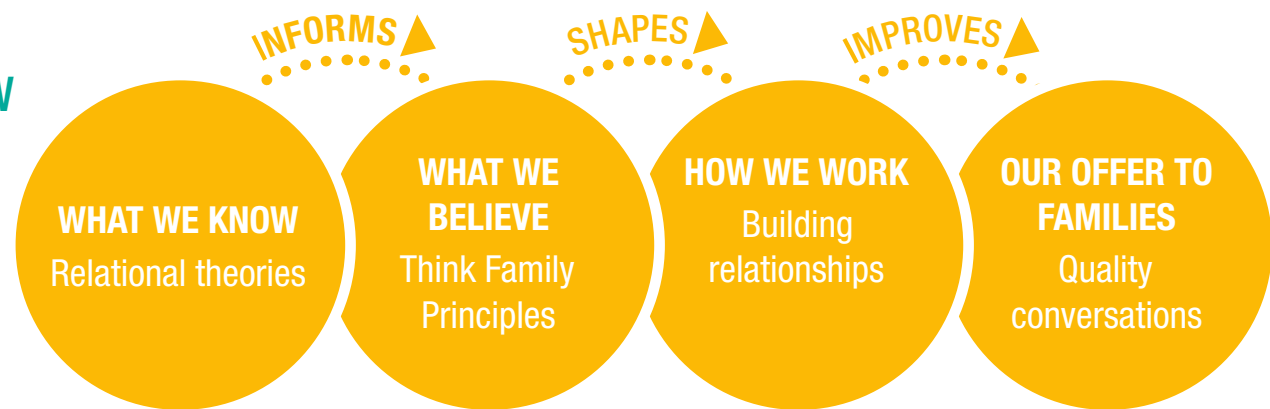 INFORMS
SHAPES
IMPROVES
W
WHAT WE KNOW
Relational theories
WHAT WE
BELIEVE
Think Family
Principles
HOW WE WORK
Building
relationships
OUR OFFER TO
FAMILIES
Quality
conversations